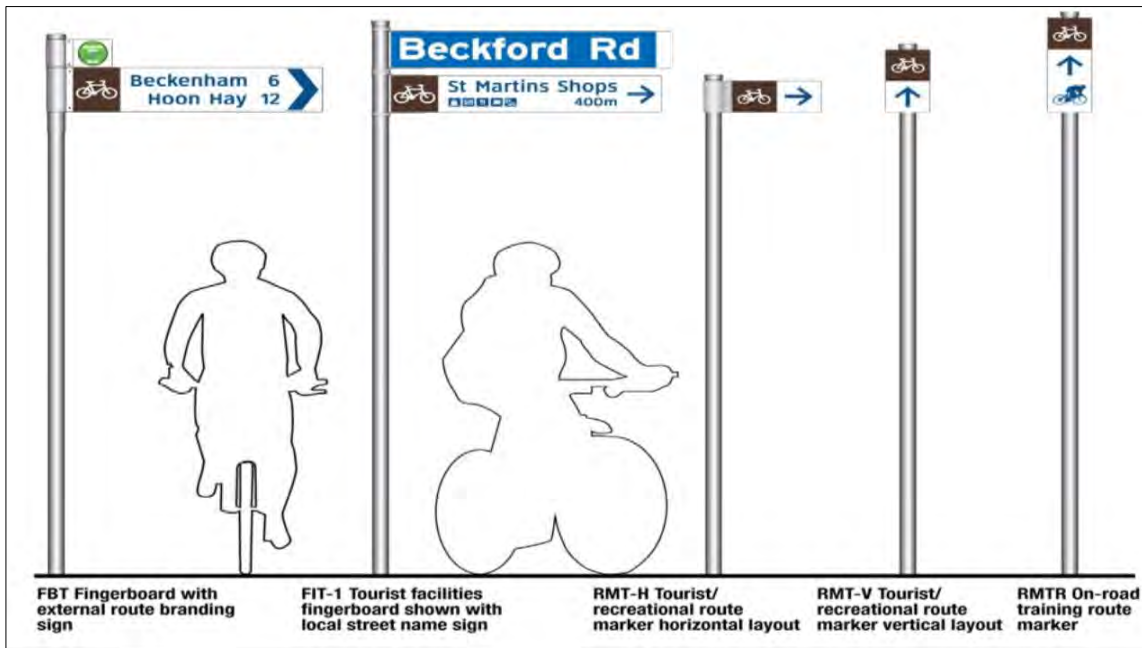 Beckenham 6
Hoon Hay 12
Beckford Rd
St Martins Shops
400m
FBT Fingerboard with
external route branding
sign
FIT-1 Tourist facilities
fingerboard shown with
local street name sign
RMT-H Tourist/
recreational route
marker horizontal layout
RMT-V Tourist/
recreational route
marker vertical layout
RMTR On-road
training route
marker